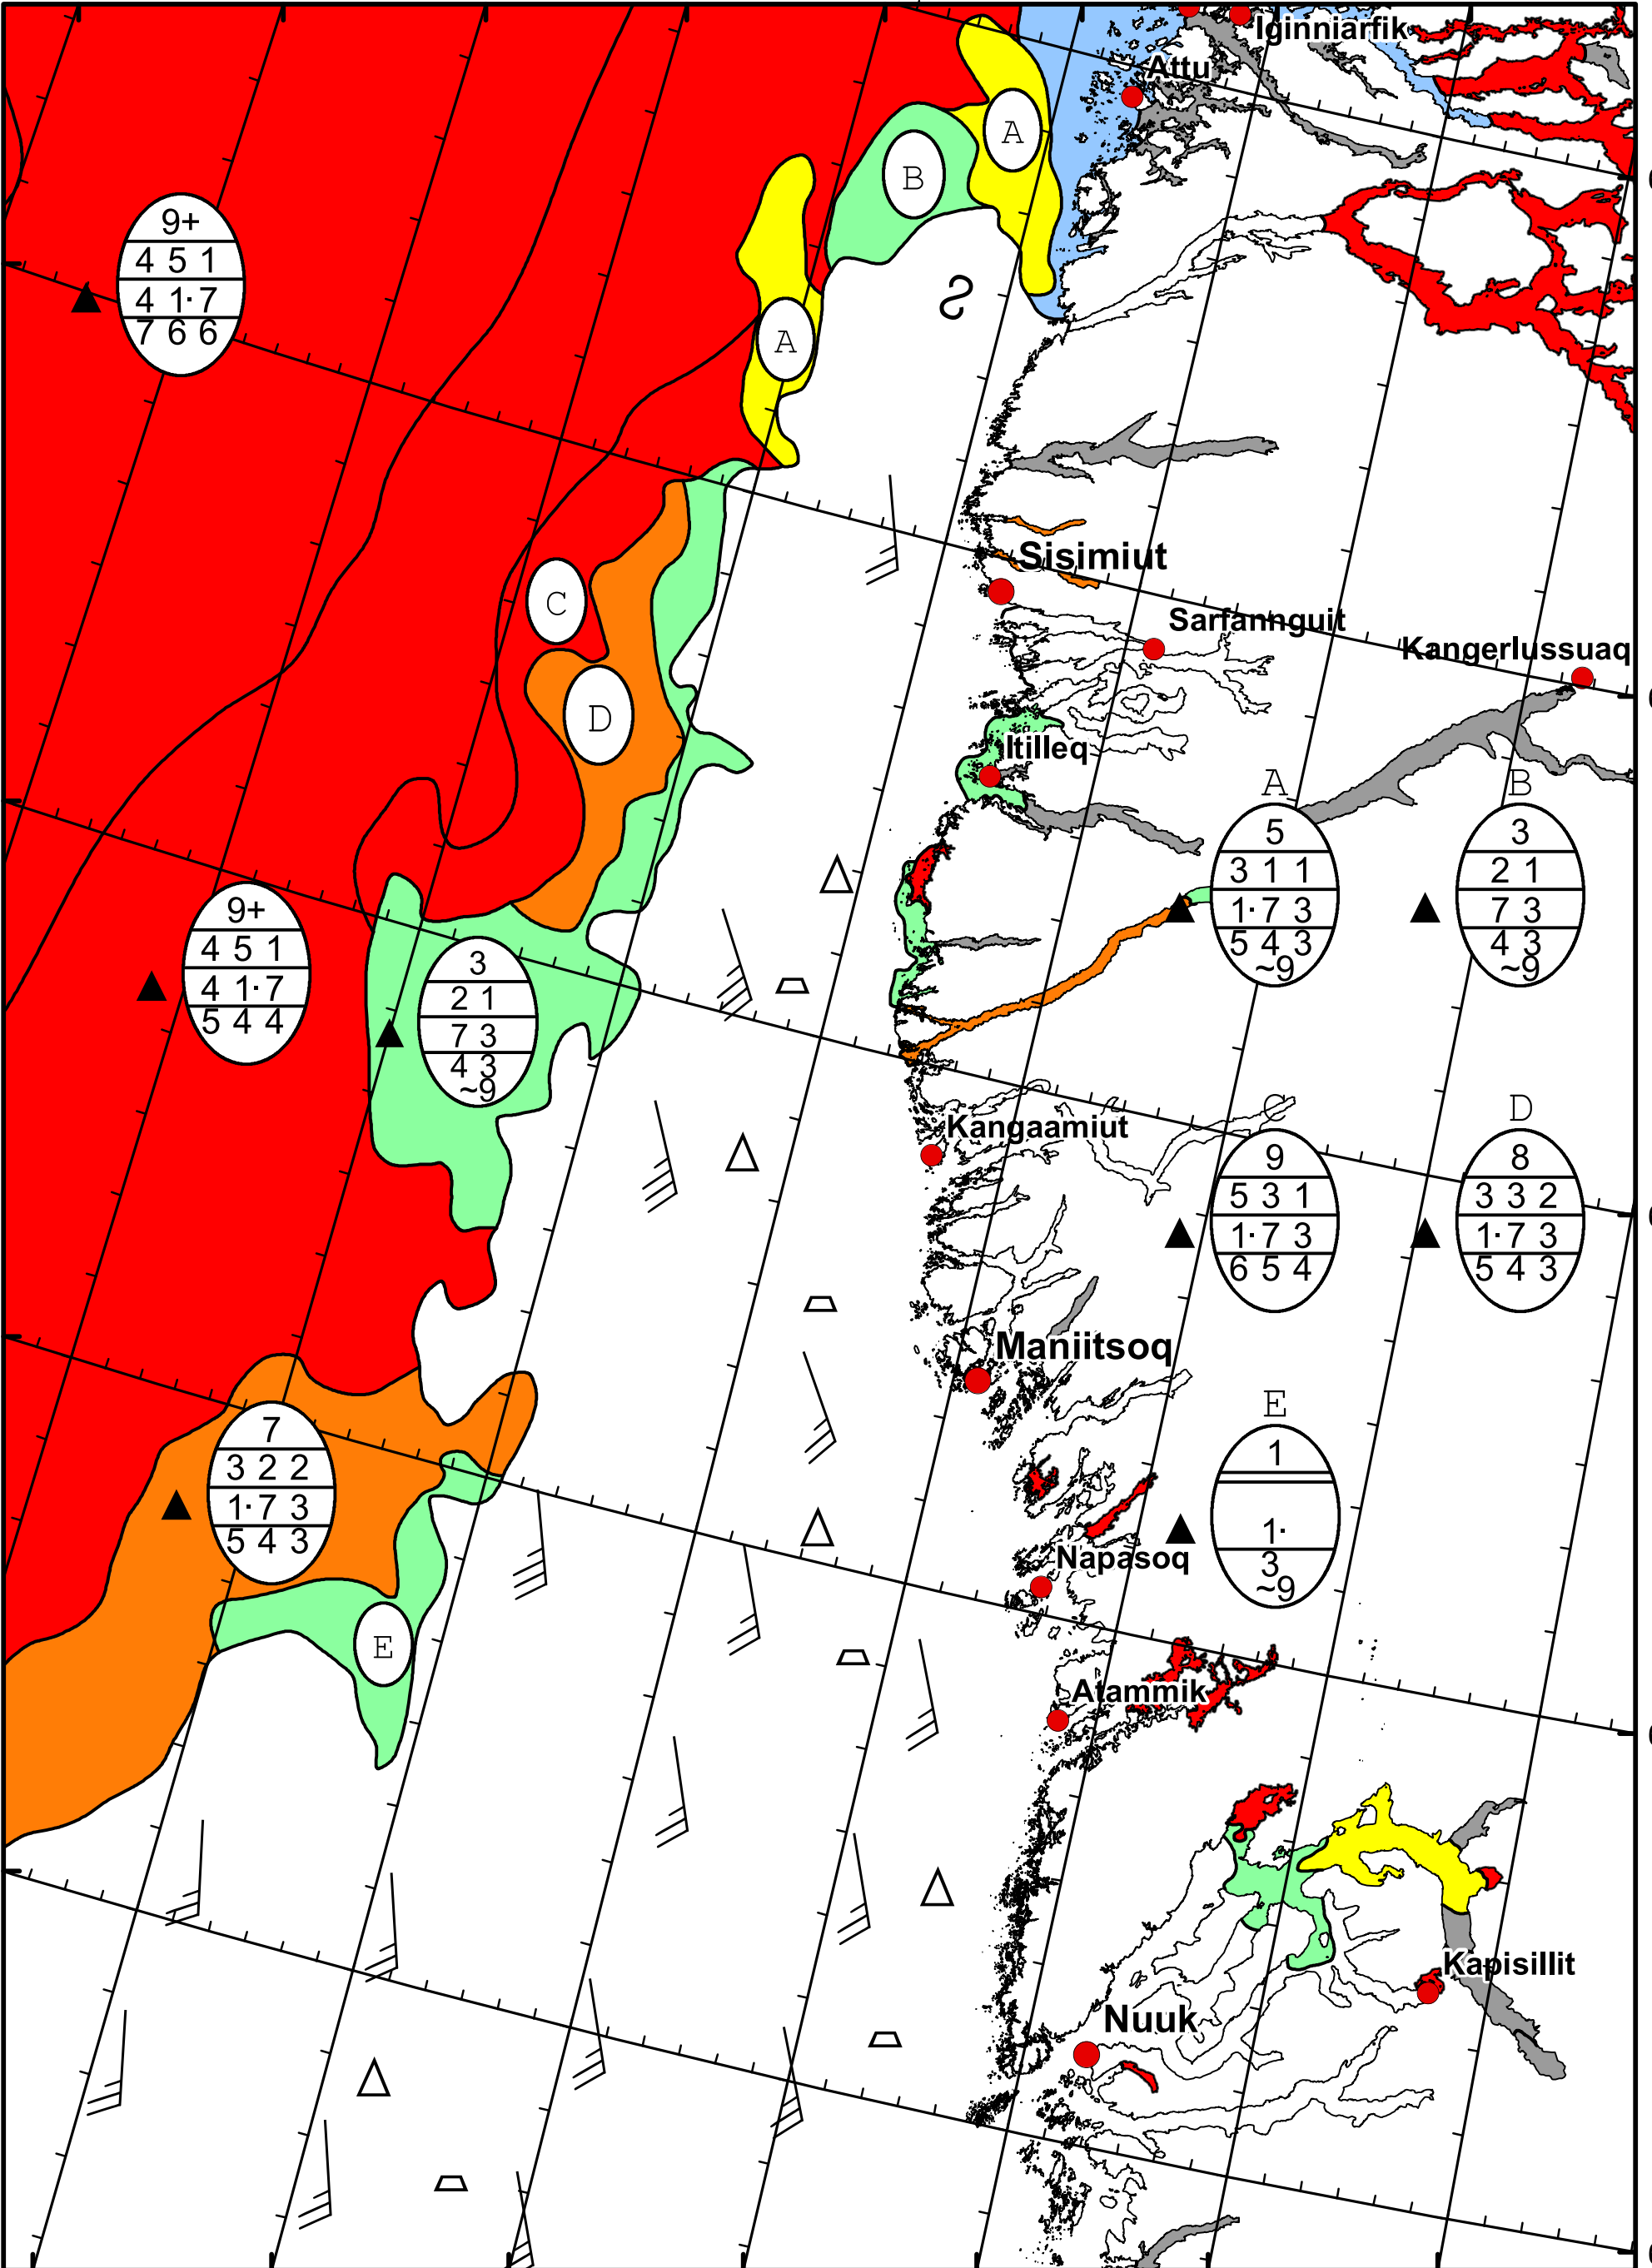 Iginniarfik
Attu
A
B
9+
4 5 1
4 1· 7
7 6 6
A
Sisimiut
C
Sarfannguit
Kangerlussuaq
D
Itilleq
A
5
3 1 1
1· 7 3
5 4 3
~9
B
3
2 1
7 3
4 3
~9
9+
4 5 1
4 1· 7
5 4 4
3
2 1
7 3
4 3
~9
Kangaamiut
C
9
5 3 1
1· 7 3
6 5 4
D
8
3 3 2
1· 7 3
5 4 3
Maniitsoq
7
3 2 2
1· 7 3
5 4 3
E
1
1·
3
~9
Napasoq
E
Atammik
Kapisillit
Nuuk